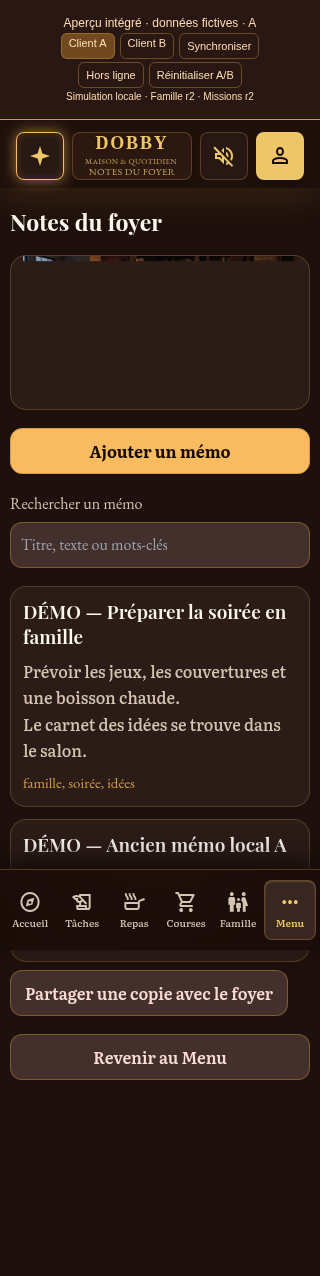 Aperçu intégré · données fictives · A
Client A
Client B
Synchroniser
Hors ligne
Réinitialiser A/B
Simulation locale · Famille r2 · Missions r2
DOBBY
MAISON & QUOTIDIEN
NOTES DU FOYER
Notes du foyer
Ajouter un mémo
Rechercher un mémo
Titre, texte ou mots-clés
DÉMO — Préparer la soirée en
famille
Prévoir les jeux, les couvertures et
une boisson chaude.
Le carnet des idées se trouve dans
le salon.
famille, soirée, idées
DÉMO — Ancien mémo local A
Accueil
Tâches
Repas
Courses
Famille
Menu
Partager une copie avec le foyer
Revenir au Menu